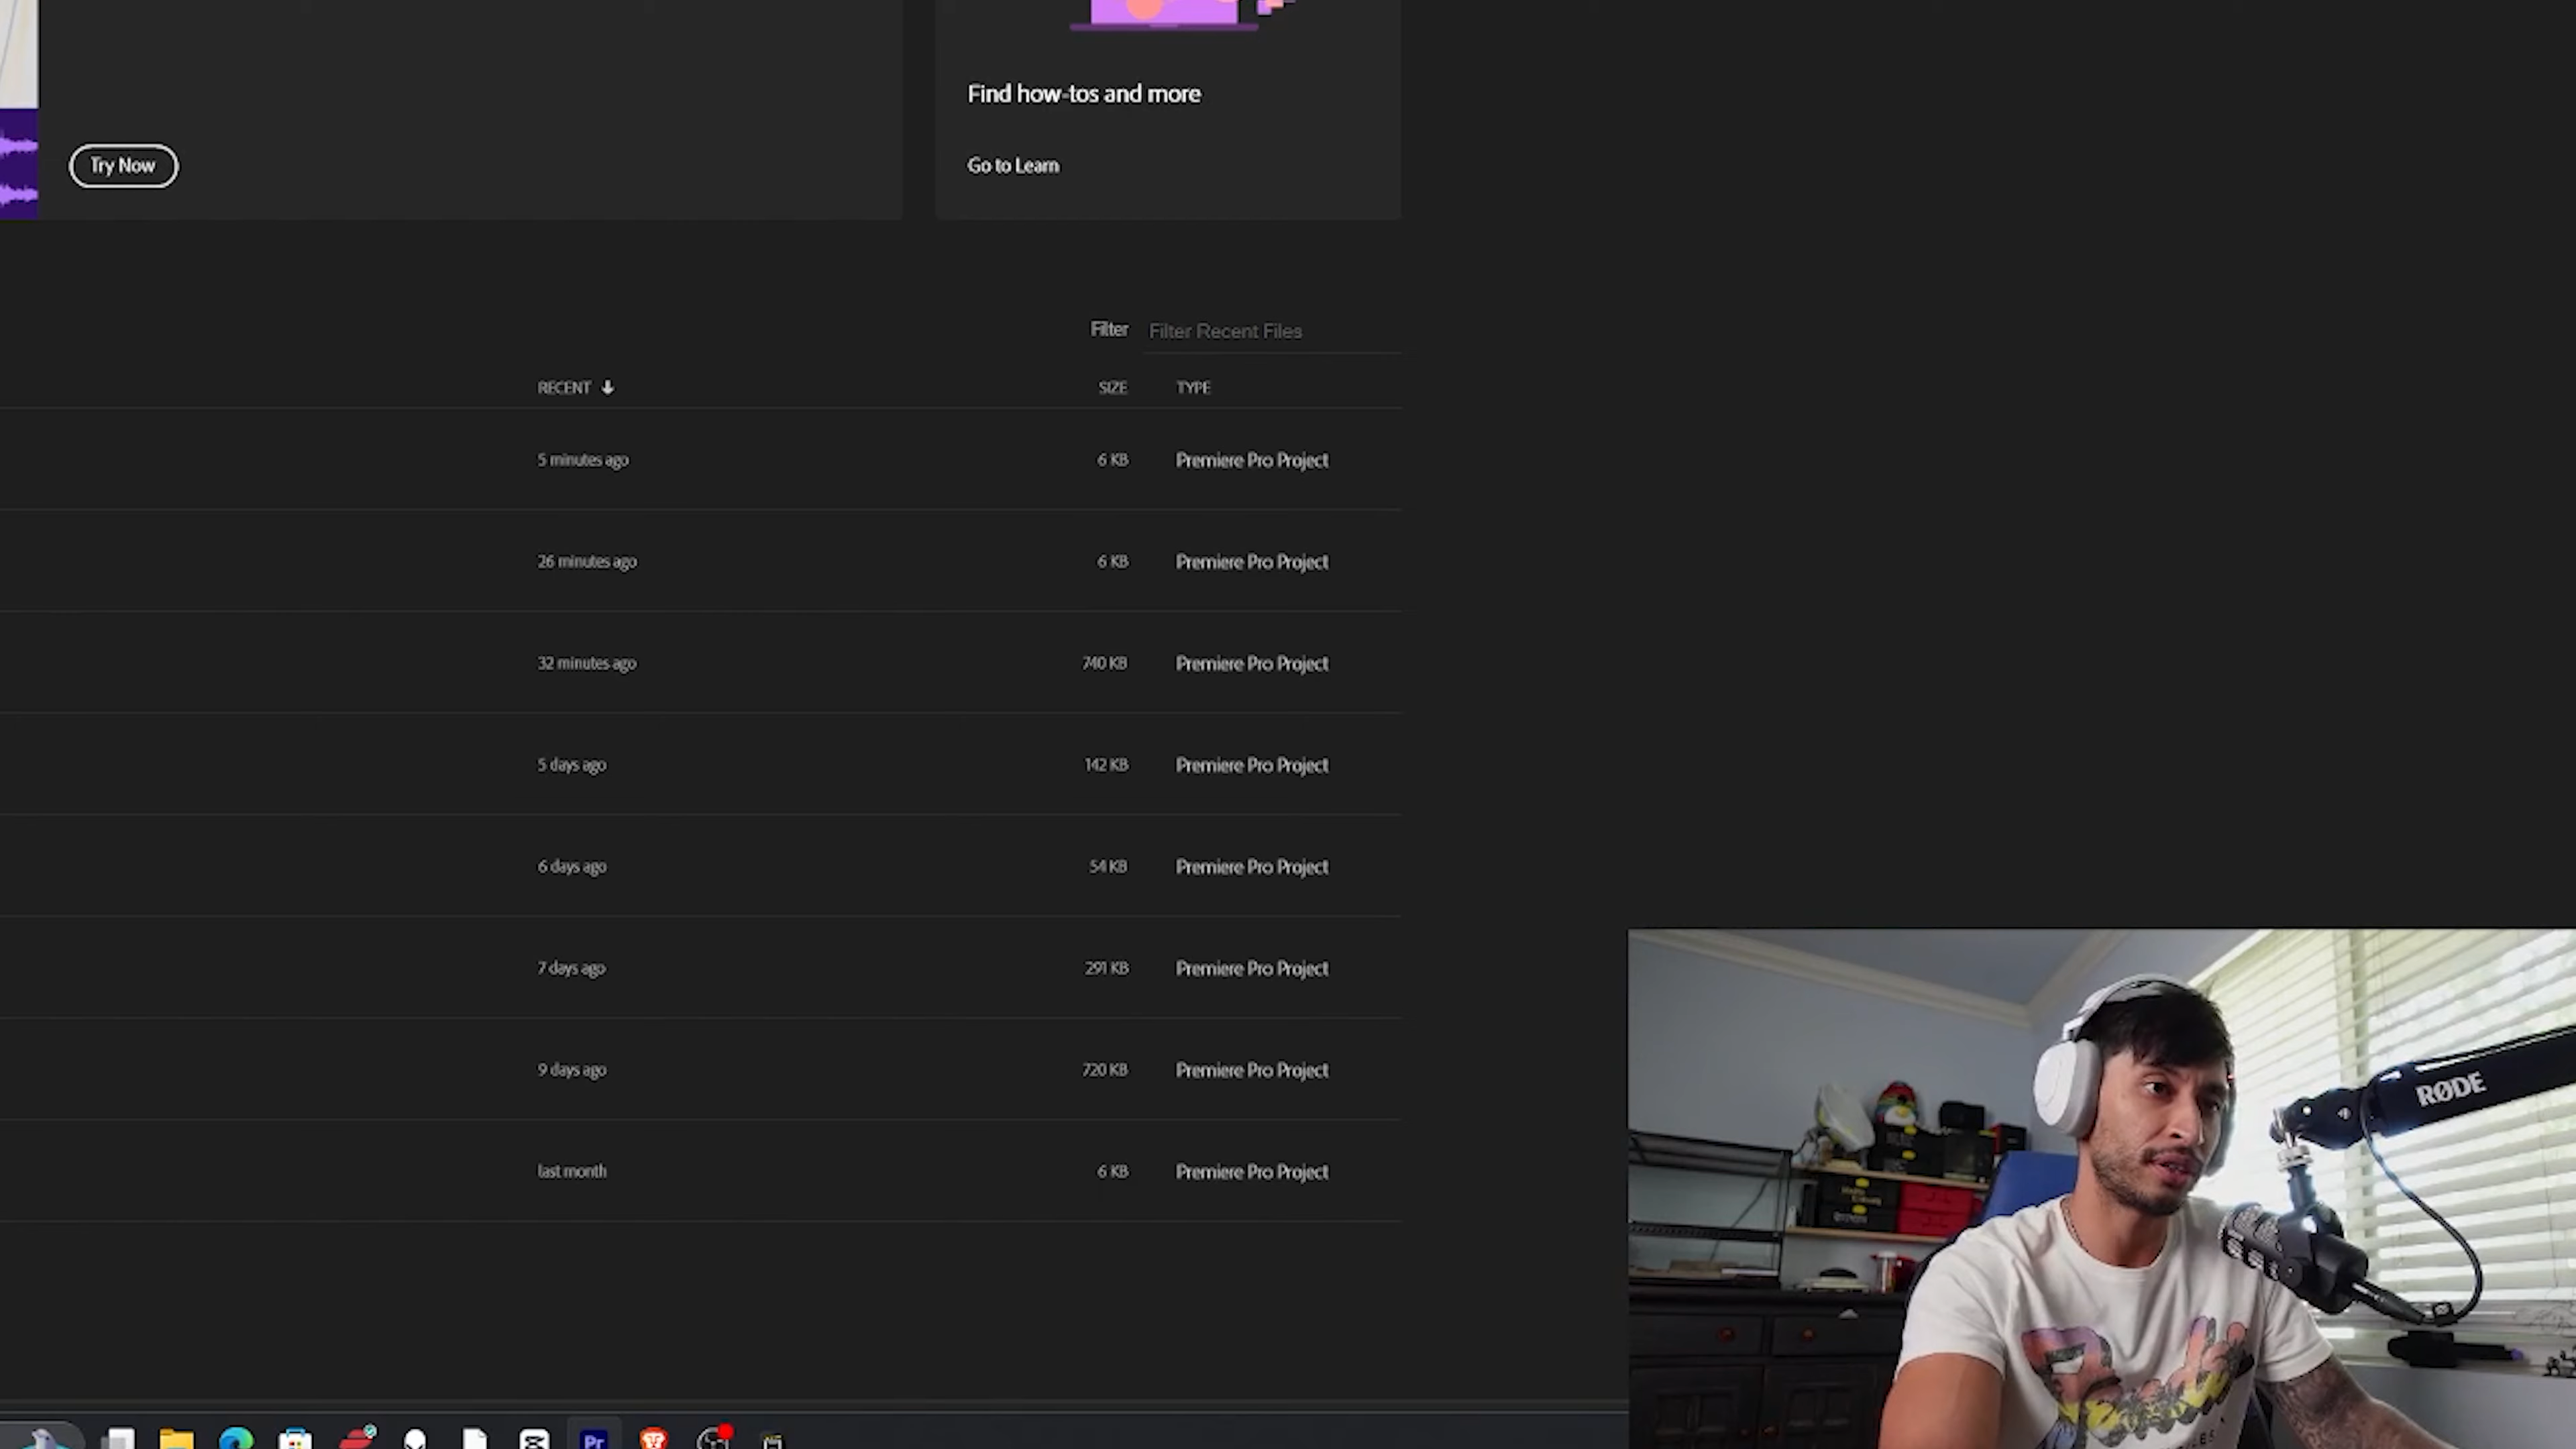 Find how-tos and more
Try Now
Go to Learn
Filter Filter Recent Files
RECENT SIZE TYPE
5 minutes ago 6 KB Premiere Pro Project
26 minutes ago 6 KB Premiere Pro Project
32 minutes ago 740 KB Premiere Pro Project
5 days ago 142 KB Premiere Pro Project
6 days ago 54 KB Premiere Pro Project
7 days ago 291 KB Premiere Pro Project
9 days ago 720 KB Premiere Pro Project
last month 6 KB Premiere Pro Project
RØDE
Pr